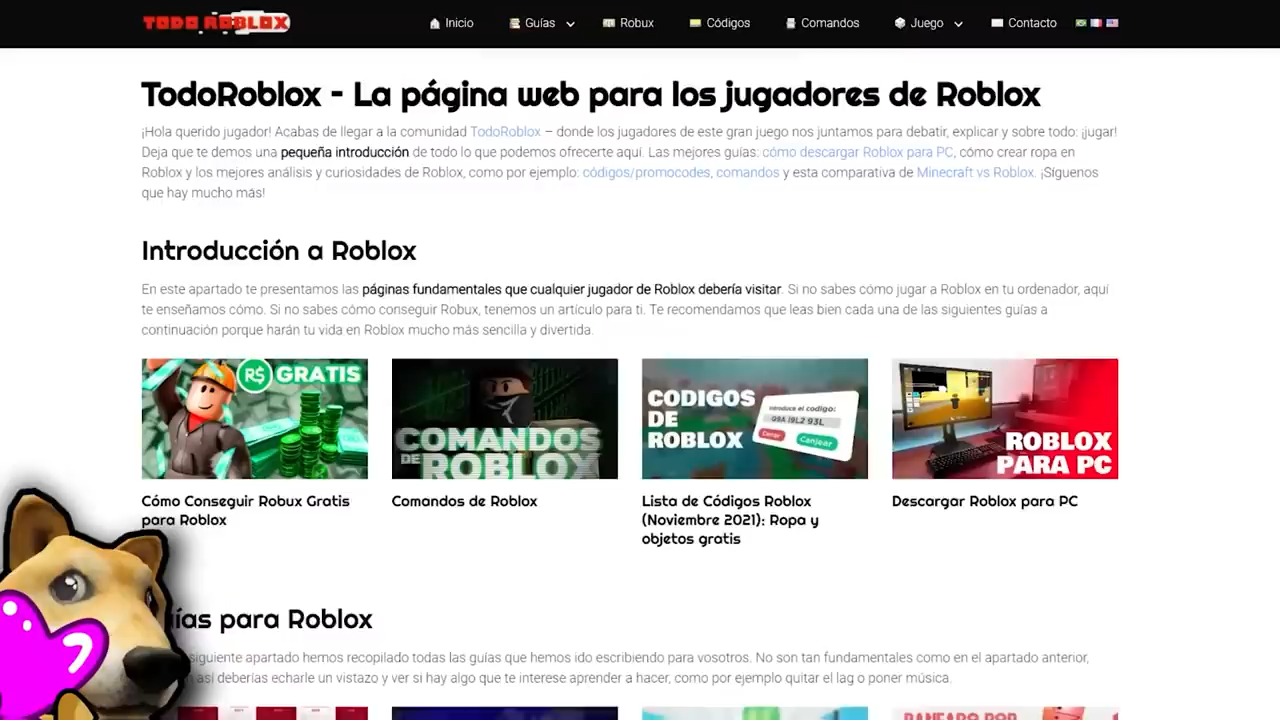 TODO ROBLOX
Inicio
Guías
Robux
Códigos
Comandos
Juego
Contacto
TodoRoblox - La página web para los jugadores de Roblox
¡Hola querido jugador! Acabas de llegar a la comunidad TodoRoblox – donde los jugadores de este gran juego nos juntamos para debatir, explicar y sobre todo: ¡jugar!
Deja que te demos una pequeña introducción de todo lo que podemos ofrecerte aquí. Las mejores guías: cómo descargar Roblox para PC, cómo crear ropa en
Roblox y los mejores análisis y curiosidades de Roblox, como por ejemplo: códigos/promocodes, comandos y esta comparativa de Minecraft vs Roblox. ¡Síguenos
que hay mucho más!
Introducción a Roblox
En este apartado te presentamos las páginas fundamentales que cualquier jugador de Roblox debería visitar. Si no sabes cómo jugar a Roblox en tu ordenador, aquí
te enseñamos cómo. Si no sabes cómo conseguir Robux, tenemos un artículo para ti. Te recomendamos que leas bien cada una de las siguientes guías a
continuación porque harán tu vida en Roblox mucho más sencilla y divertida.
R$ GRATIS
COMANDOS
DE ROBLOX
CODIGOS
DE
ROBLOX
Introduce el codigo:
Cerrar
Canjear
ROBLOX
PARA PC
Cómo Conseguir Robux Gratis
para Roblox
Comandos de Roblox
Lista de Códigos Roblox
(Noviembre 2021): Ropa y
objetos gratis
Descargar Roblox para PC
ías para Roblox
siguiente apartado hemos recopilado todas las guías que hemos ido escribiendo para vosotros. No son tan fundamentales como en el apartado anterior,
así deberías echarle un vistazo y ver si hay algo que te interese aprender a hacer, como por ejemplo quitar el lag o poner música.